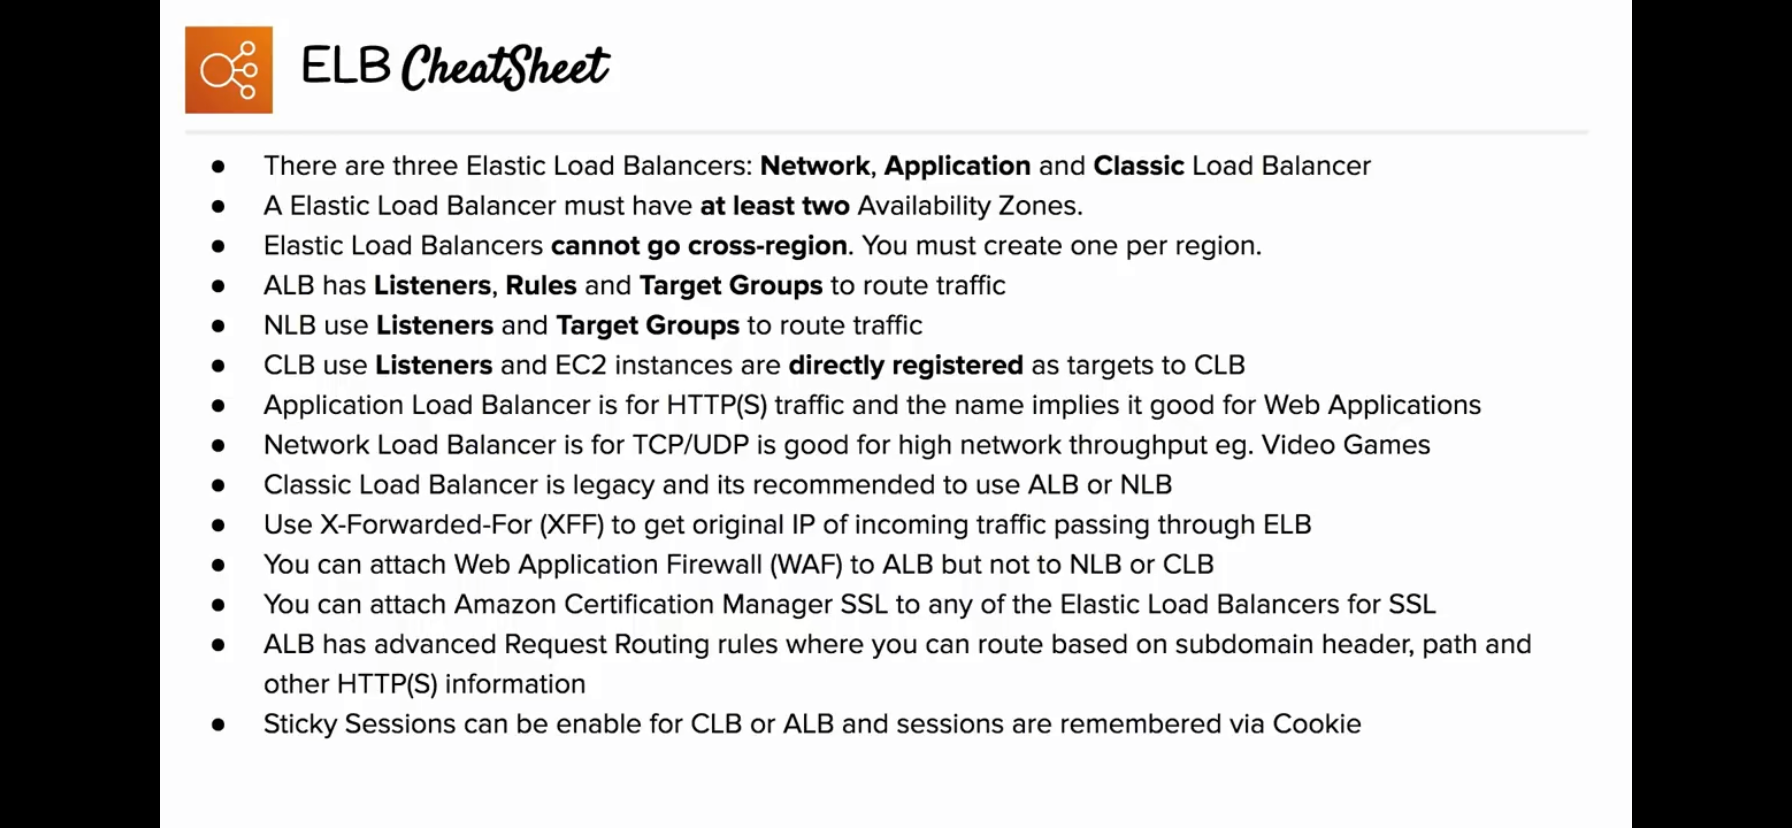 ELB CheatSheet
● There are three Elastic Load Balancers: Network, Application and Classic Load Balancer
● A Elastic Load Balancer must have at least two Availability Zones.
● Elastic Load Balancers cannot go cross-region. You must create one per region.
● ALB has Listeners, Rules and Target Groups to route traffic
● NLB use Listeners and Target Groups to route traffic
● CLB use Listeners and EC2 instances are directly registered as targets to CLB
● Application Load Balancer is for HTTP(S) traffic and the name implies it good for Web Applications
● Network Load Balancer is for TCP/UDP is good for high network throughput eg. Video Games
● Classic Load Balancer is legacy and its recommended to use ALB or NLB
● Use X-Forwarded-For (XFF) to get original IP of incoming traffic passing through ELB
● You can attach Web Application Firewall (WAF) to ALB but not to NLB or CLB
● You can attach Amazon Certification Manager SSL to any of the Elastic Load Balancers for SSL
● ALB has advanced Request Routing rules where you can route based on subdomain header, path and
other HTTP(S) information
● Sticky Sessions can be enable for CLB or ALB and sessions are remembered via Cookie